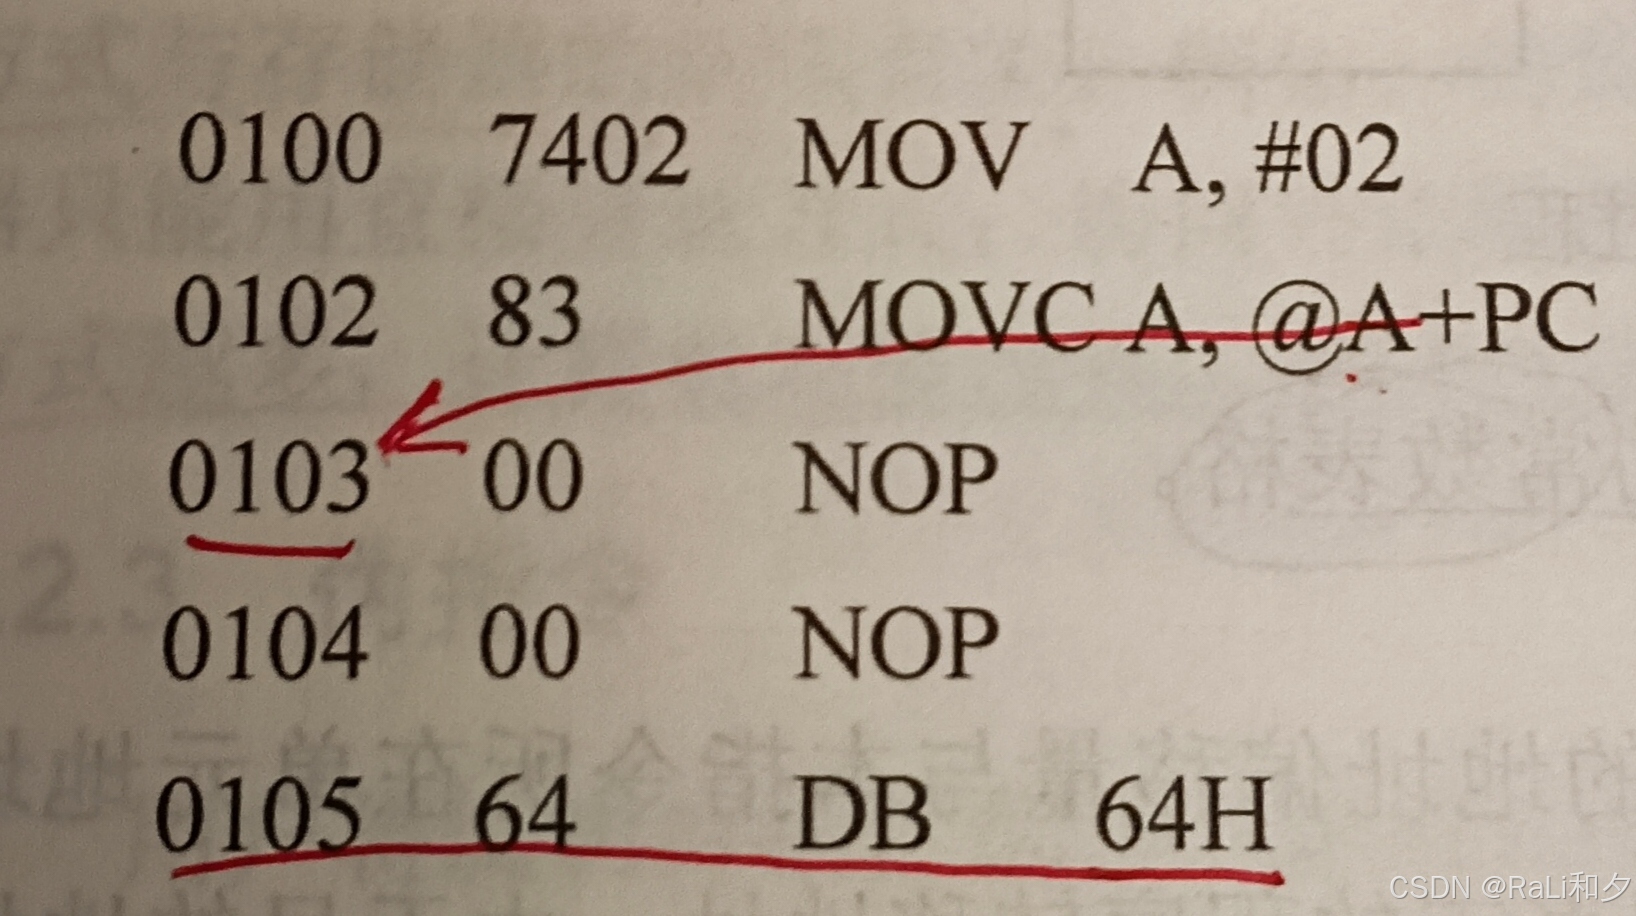 0100 7402 MOV A, #02
0102 83 MOVC A, @A+PC
0103 00 NOP
0104 00 NOP
0105 64 DB 64H
CSDN @RaLi和夕